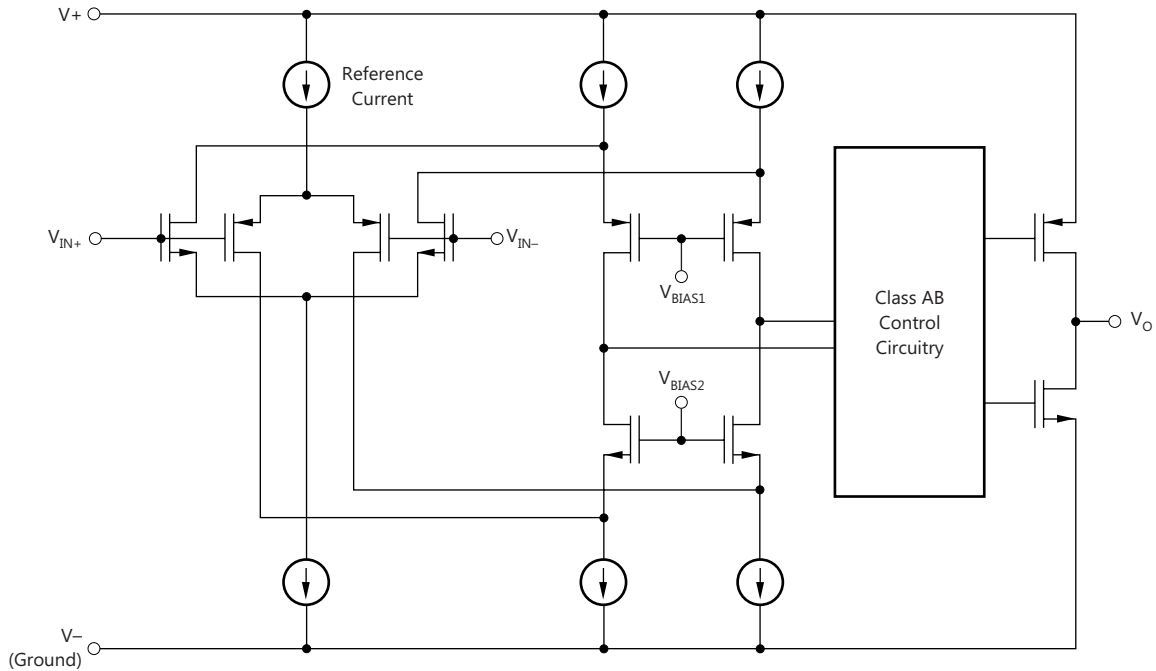 V+
Reference
Current
VIN+
VIN–
VBIAS1
Class AB
Control
Circuitry
VO
VBIAS2
V–
(Ground)